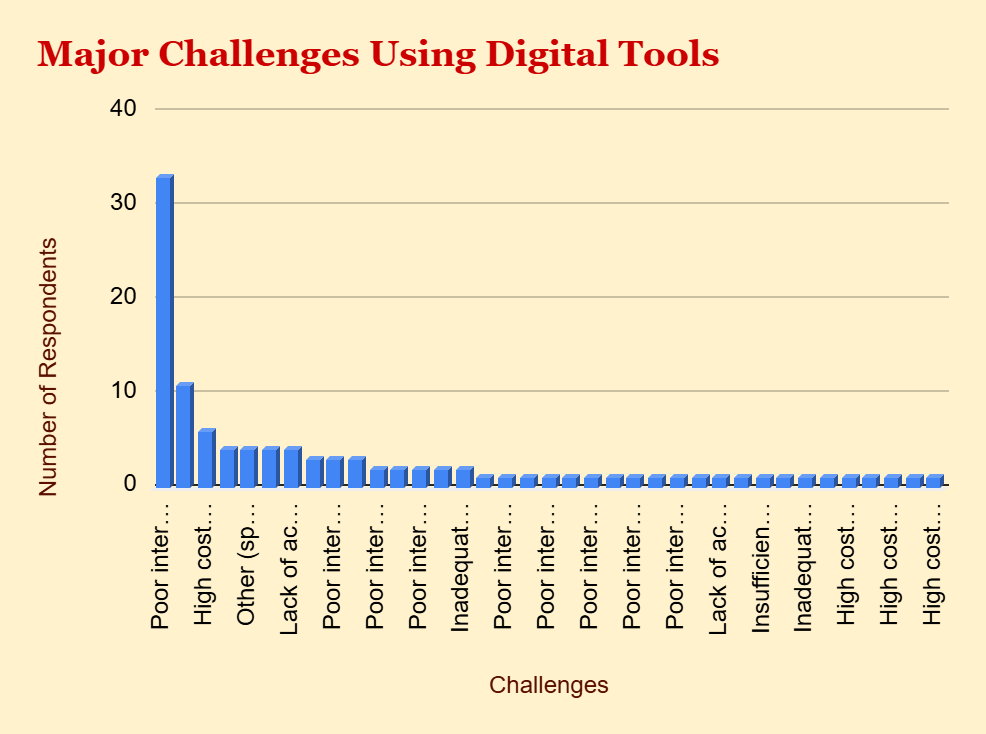 Major Challenges Using Digital Tools
40
30
20
10
0
Number of Respondents
Poor inter…
High cost…
Other (sp…
Lack of ac…
Poor inter…
Poor inter…
Poor inter…
Inadequat…
Poor inter…
Poor inter…
Poor inter…
Poor inter…
Poor inter…
Lack of ac…
Insufficien…
Inadequat…
High cost…
High cost…
High cost…
Challenges